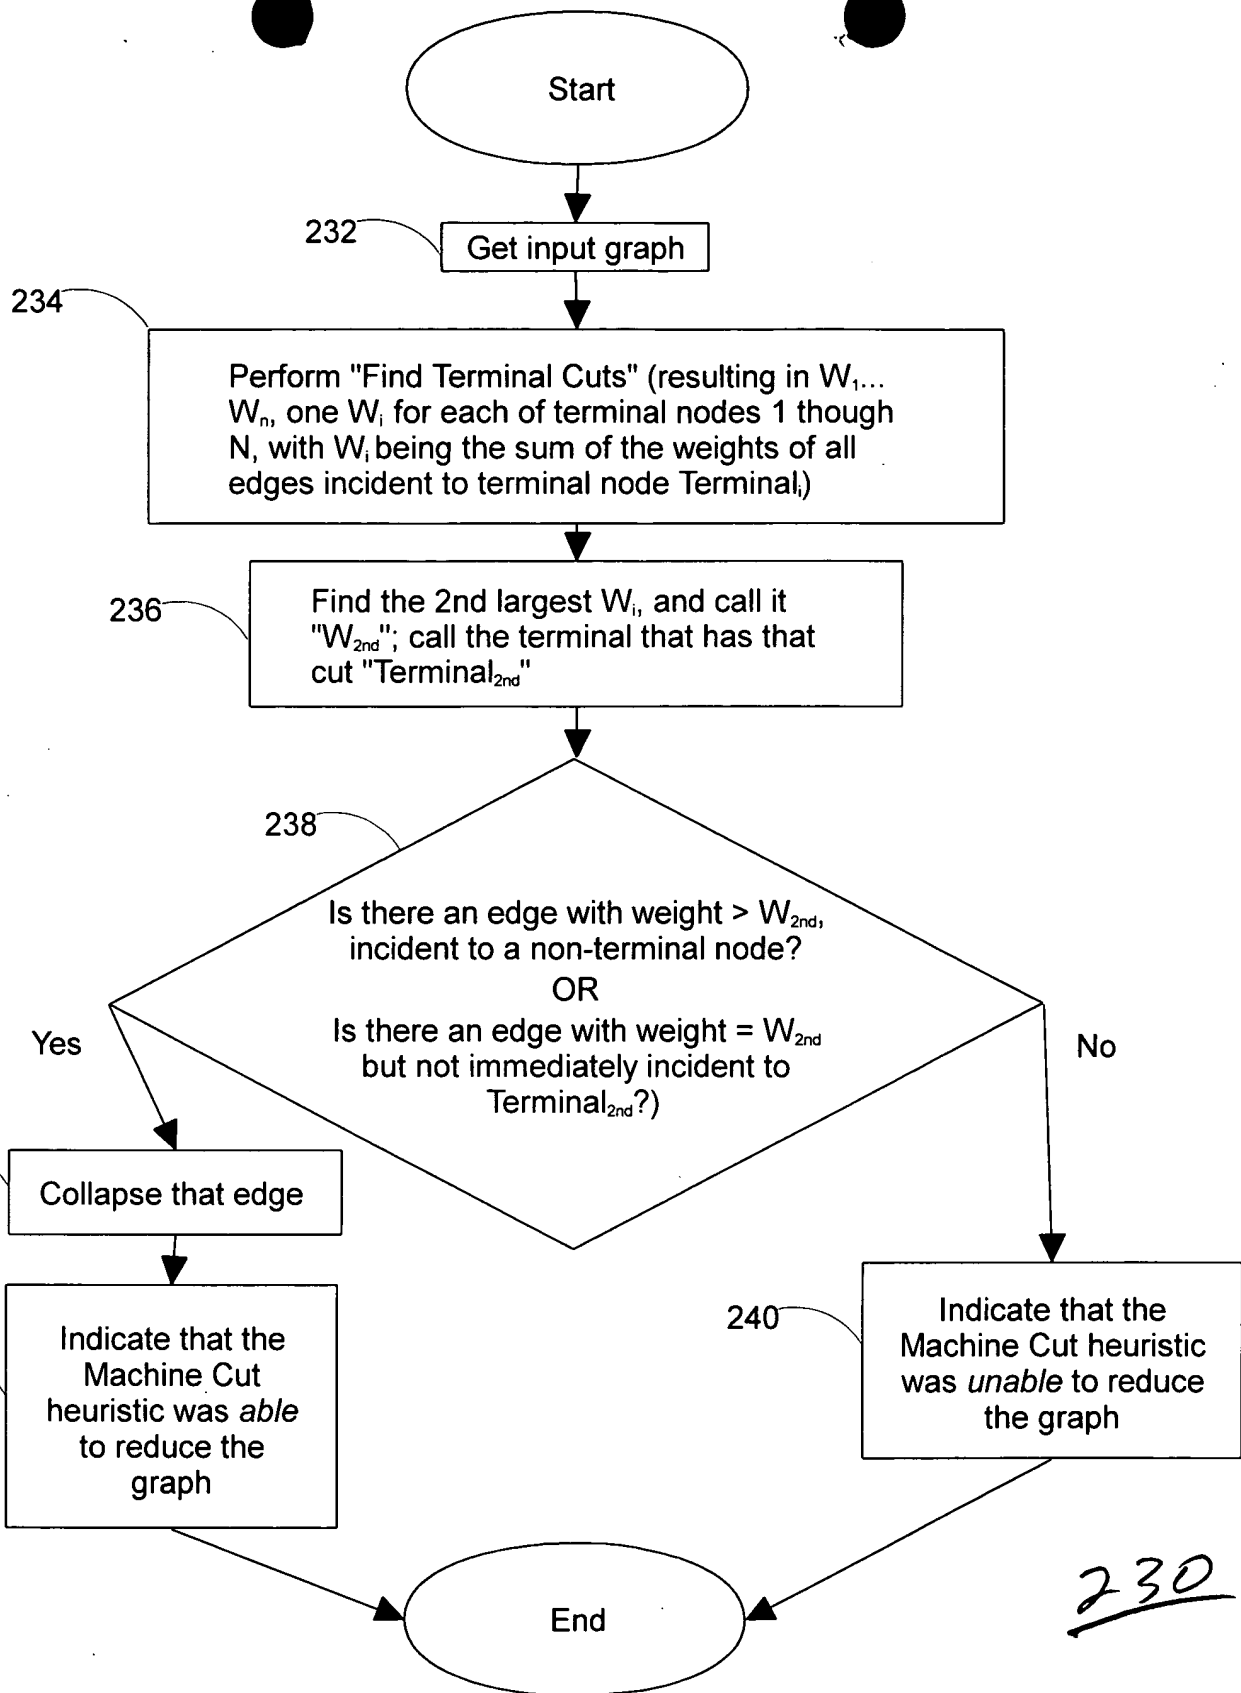 Start
232
Get input graph
234
Perform "Find Terminal Cuts" (resulting in W₁...
Wₙ, one Wᵢ for each of terminal nodes 1 though
N, with Wᵢ being the sum of the weights of all
edges incident to terminal node Terminalᵢ)
236
Find the 2nd largest Wᵢ, and call it
"W2nd"; call the terminal that has that
cut "Terminal2nd"
238
Is there an edge with weight > W2nd,
incident to a non-terminal node?
OR
Is there an edge with weight = W2nd
but not immediately incident to
Terminal2nd?)
Yes
No
Collapse that edge
Indicate that the
Machine Cut
heuristic was able
to reduce the
graph
240
Indicate that the
Machine Cut heuristic
was unable to reduce
the graph
End
230